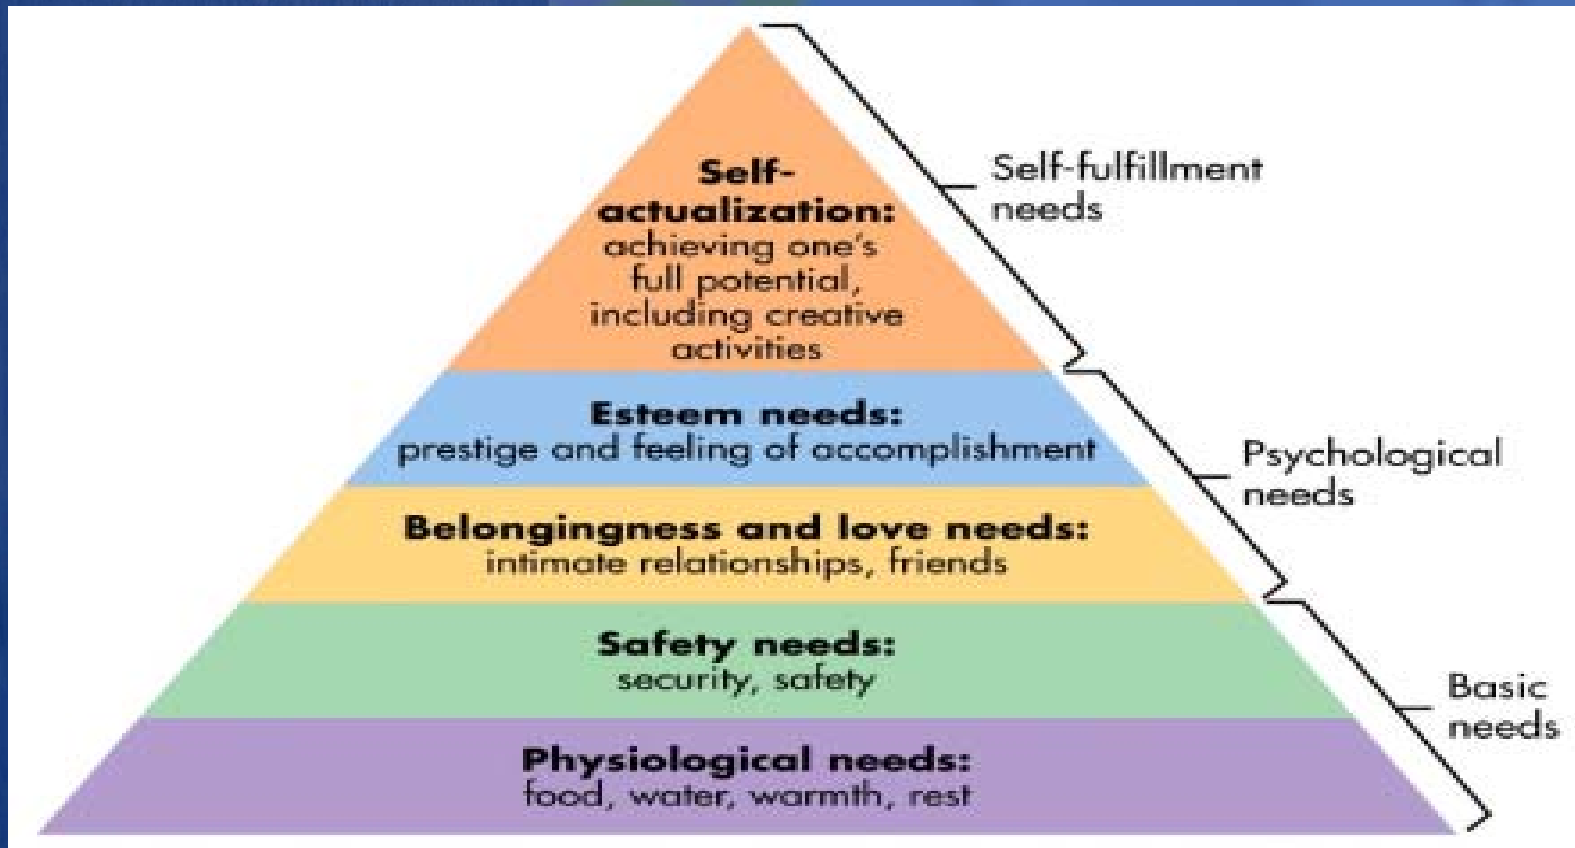 Self-
actualization:
achieving one's
full potential,
including creative
activities
Self-fulfillment
needs
Esteem needs:
prestige and feeling of accomplishment
Psychological
needs
Belongingness and love needs:
intimate relationships, friends
Safety needs:
security, safety
Basic
needs
Physiological needs:
food, water, warmth, rest